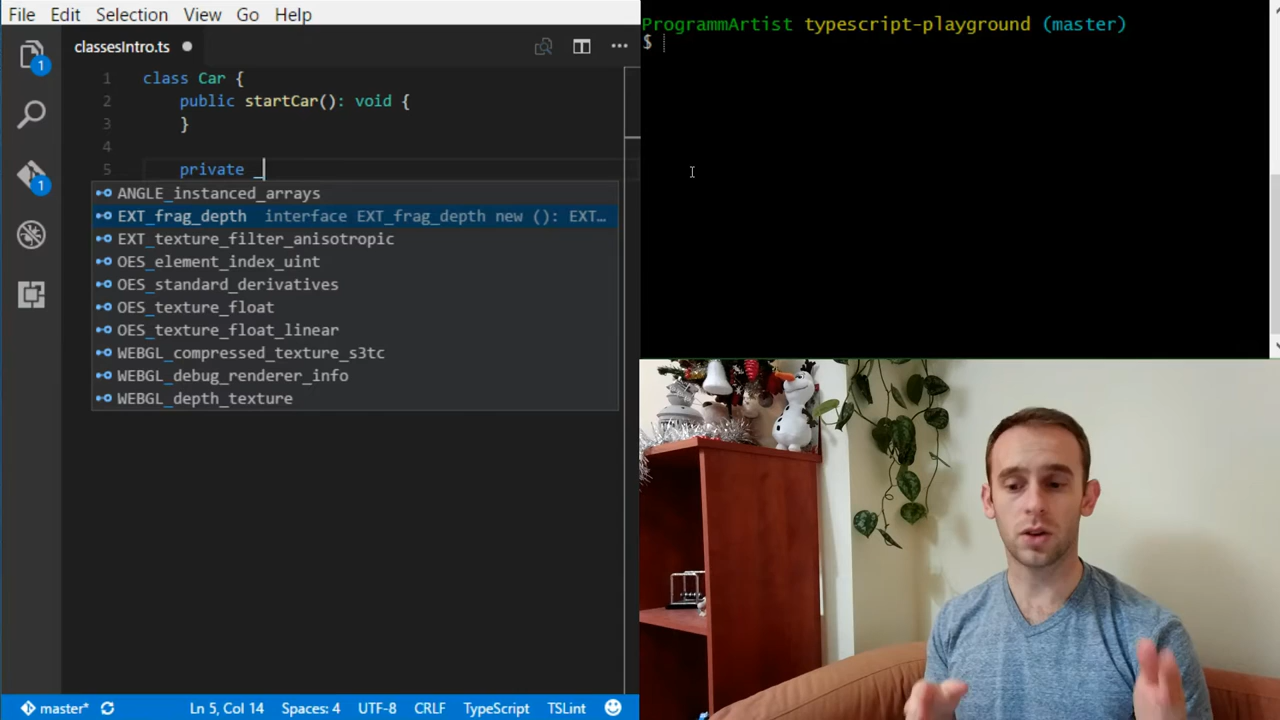 File Edit Selection View Go Help
classesIntro.ts
1 class Car {
2 public startCar(): void {
3 }
4
5 private _
ANGLE_instanced_arrays
EXT_frag_depth interface EXT_frag_depth new (): EXT...
EXT_texture_filter_anisotropic
OES_element_index_uint
OES_standard_derivatives
OES_texture_float
OES_texture_float_linear
WEBGL_compressed_texture_s3tc
WEBGL_debug_renderer_info
WEBGL_depth_texture
1
1
master* Ln 5, Col 14 Spaces: 4 UTF-8 CRLF TypeScript TSLint
ProgrammArtist typescript-playground (master)
$